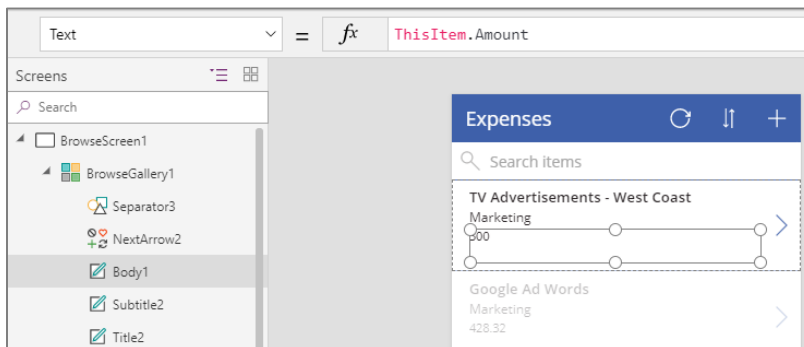 Text = fx ThisItem.Amount
Screens
Search
BrowseScreen1
BrowseGallery1
Separator3
NextArrow2
Body1
Subtitle2
Title2
Expenses
Search items
TV Advertisements - West Coast
Marketing
300
Google Ad Words
Marketing
428.32